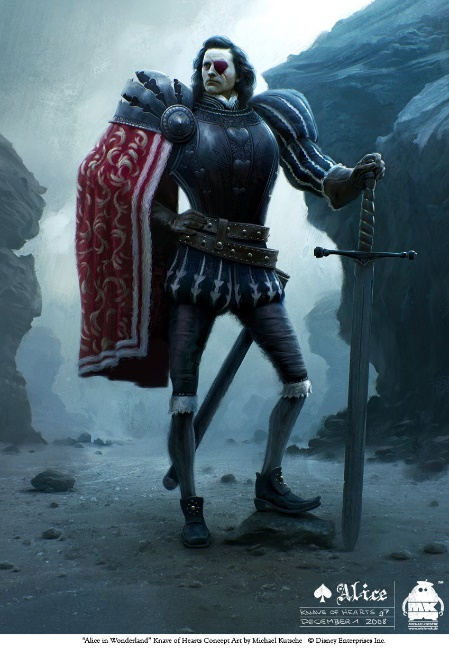 Alice
KNAVE OF HEARTS g7
DECEMBER 1 2008
MK
"Alice in Wonderland" Knave of Hearts Concept Art by Michael Kutsche © Disney Enterprises Inc.